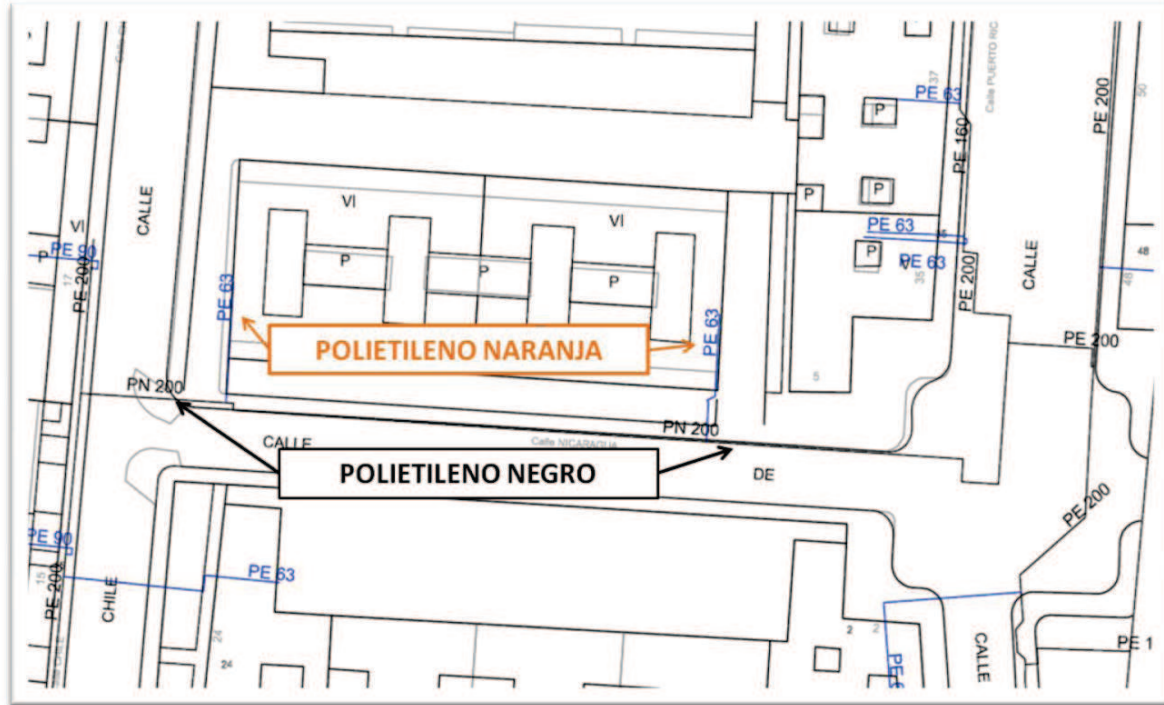 Calle PUERTO RIC
37
PE 63
P
PE 200
50
PE 160
CALLE
VI
VI
P
P
VI
PE 63
P
48
PE 90
P
P
P
P
PE 63
CALLE
48
17
PE 200
35
PE 200
PE 63
PE 63
POLIETILENO NARANJA
PE 200
5
PN 200
PN 200
CALLE
Calle NICARAGUA
POLIETILENO NEGRO
DE
PE 200
PE 90
PE 63
15
PE 200
CHILE
24
24
2
2
PE 1
CALLE